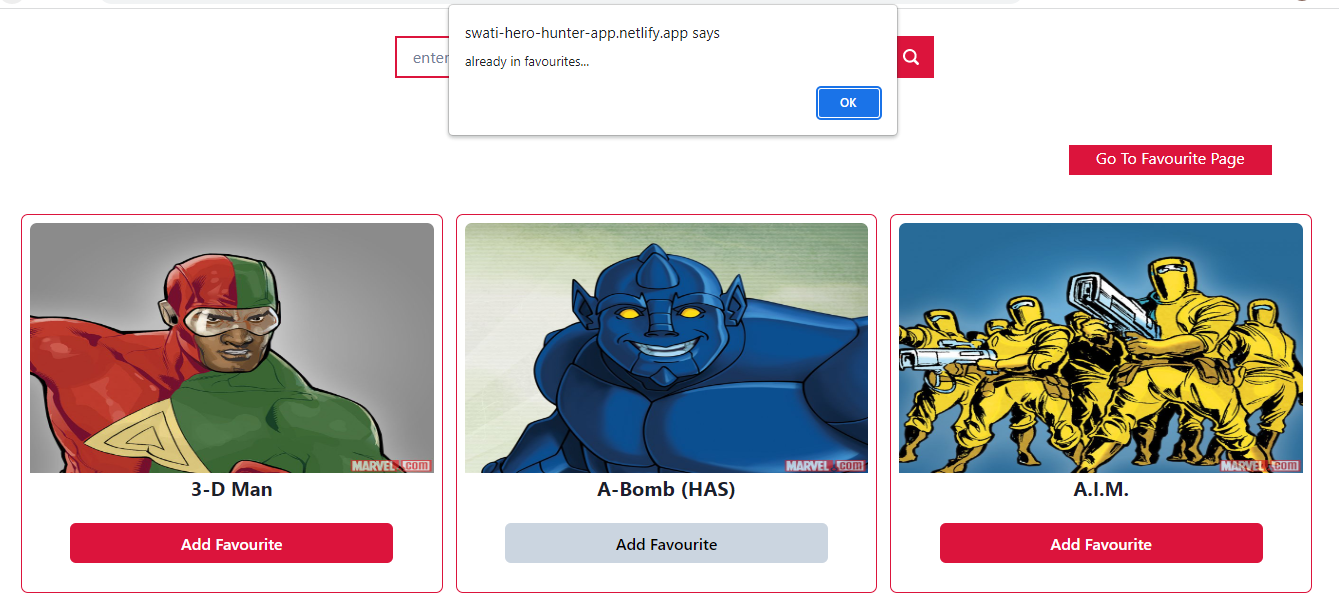 swati-hero-hunter-app.netlify.app says
already in favourites...
OK
enter
Go To Favourite Page
MARVEL.com
MARVEL.com
MARVEL.com
3-D Man
A-Bomb (HAS)
A.I.M.
Add Favourite
Add Favourite
Add Favourite